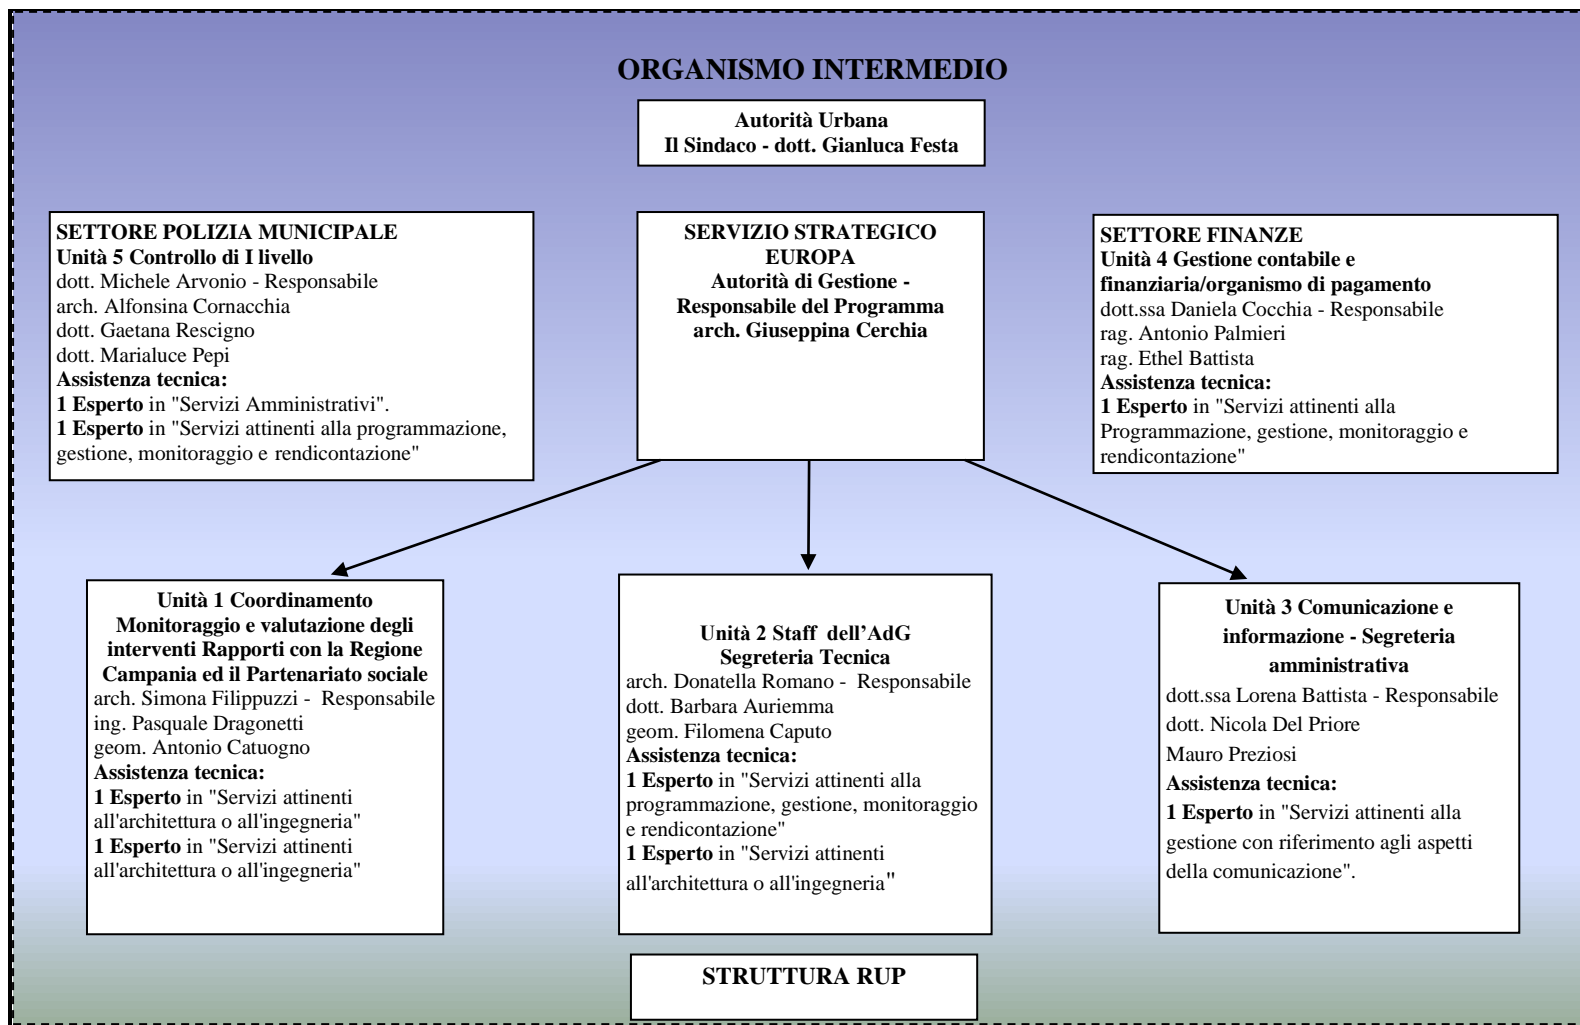 ORGANISMO INTERMEDIO
Autorità Urbana
Il Sindaco - dott. Gianluca Festa
SETTORE POLIZIA MUNICIPALE
Unità 5 Controllo di I livello
dott. Michele Arvonio - Responsabile
arch. Alfonsina Cornacchia
dott. Gaetana Rescigno
dott. Marialuce Pepi
Assistenza tecnica:
1 Esperto in "Servizi Amministrativi".
1 Esperto in "Servizi attinenti alla programmazione,
gestione, monitoraggio e rendicontazione"
SERVIZIO STRATEGICO
EUROPA
Autorità di Gestione -
Responsabile del Programma
arch. Giuseppina Cerchia
SETTORE FINANZE
Unità 4 Gestione contabile e
finanziaria/organismo di pagamento
dott.ssa Daniela Cocchia - Responsabile
rag. Antonio Palmieri
rag. Ethel Battista
Assistenza tecnica:
1 Esperto in "Servizi attinenti alla
Programmazione, gestione, monitoraggio e
rendicontazione"
Unità 1 Coordinamento
Monitoraggio e valutazione degli
interventi Rapporti con la Regione
Campania ed il Partenariato sociale
arch. Simona Filippuzzi - Responsabile
ing. Pasquale Dragonetti
geom. Antonio Catuogno
Assistenza tecnica:
1 Esperto in "Servizi attinenti
all'architettura o all'ingegneria"
1 Esperto in "Servizi attinenti
all'architettura o all'ingegneria"
Unità 2 Staff dell’AdG
Segreteria Tecnica
arch. Donatella Romano - Responsabile
dott. Barbara Auriemma
geom. Filomena Caputo
Assistenza tecnica:
1 Esperto in "Servizi attinenti alla
programmazione, gestione, monitoraggio
e rendicontazione"
1 Esperto in "Servizi attinenti
all'architettura o all'ingegneria"
Unità 3 Comunicazione e
informazione - Segreteria
amministrativa
dott.ssa Lorena Battista - Responsabile
dott. Nicola Del Priore
Mauro Preziosi
Assistenza tecnica:
1 Esperto in "Servizi attinenti alla
gestione con riferimento agli aspetti
della comunicazione".
STRUTTURA RUP